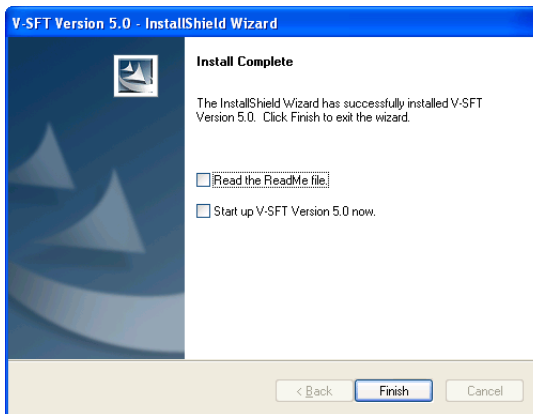 V-SFT Version 5.0 - InstallShield Wizard
Install Complete
The InstallShield Wizard has successfully installed V-SFT
Version 5.0. Click Finish to exit the wizard.
Read the ReadMe file.
Start up V-SFT Version 5.0 now.
< Back Finish Cancel